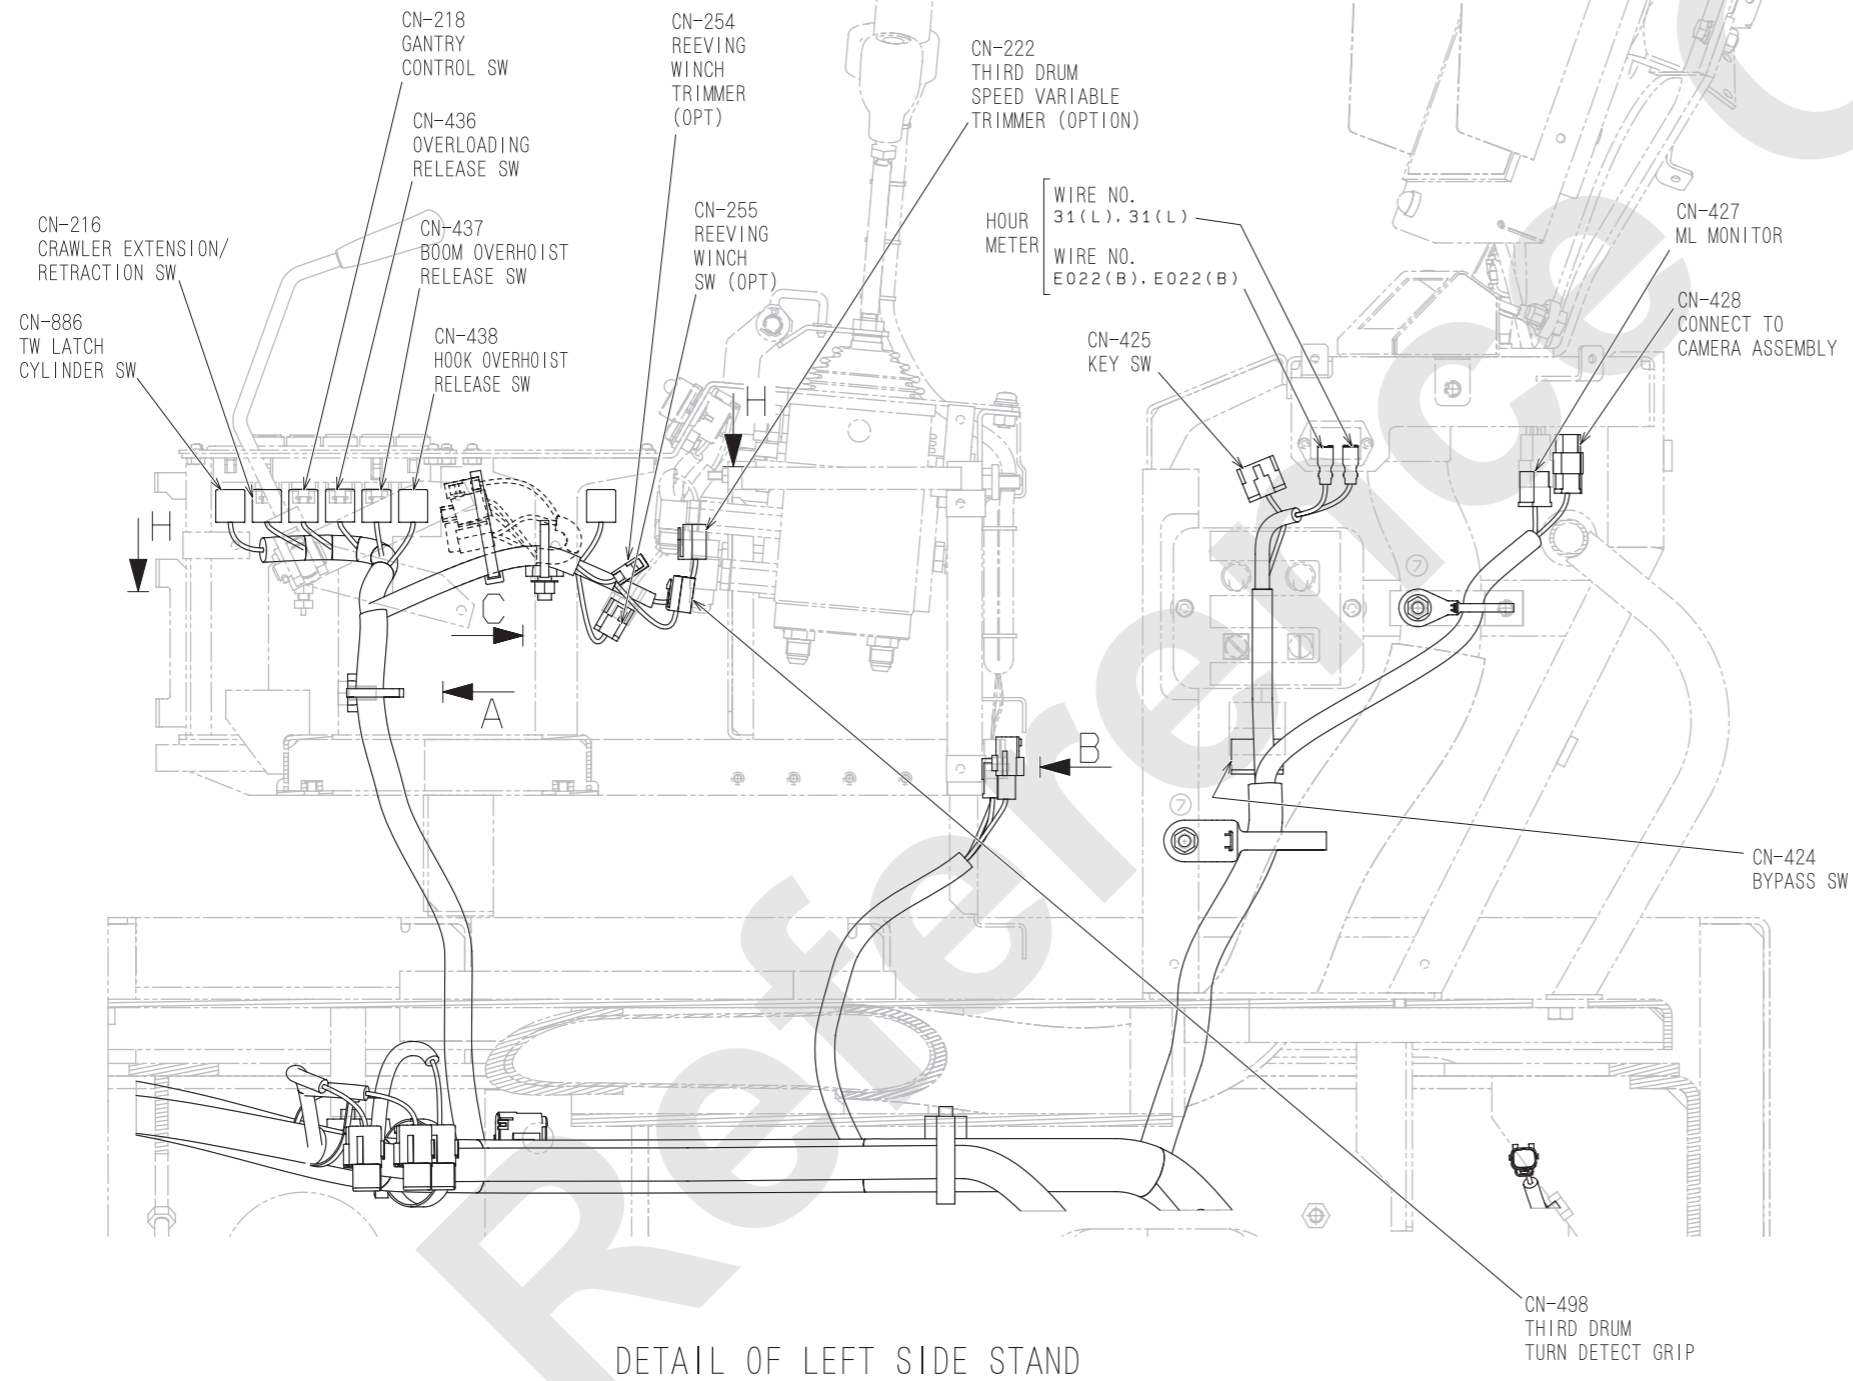 CN-218
GANTRY
CONTROL SW
CN-254
REEVING
WINCH
TRIMMER
(OPT)
CN-222
THIRD DRUM
SPEED VARIABLE
TRIMMER (OPTION)
CN-436
OVERLOADING
RELEASE SW
CN-216
CRAWLER EXTENSION/
RETRACTION SW
CN-437
BOOM OVERHOIST
RELEASE SW
CN-255
REEVING
WINCH
SW (OPT)
HOUR
METER
WIRE NO.
31(L).31(L)
WIRE NO.
E022(B).E022(B)
CN-427
ML MONITOR
CN-428
CONNECT TO
CAMERA ASSEMBLY
CN-886
TW LATCH
CYLINDER SW
CN-438
HOOK OVERHOIST
RELEASE SW
CN-425
KEY SW
H
H
C
A
B
7
7
CN-424
BYPASS SW
CN-498
THIRD DRUM
TURN DETECT GRIP
DETAIL OF LEFT SIDE STAND
Reference